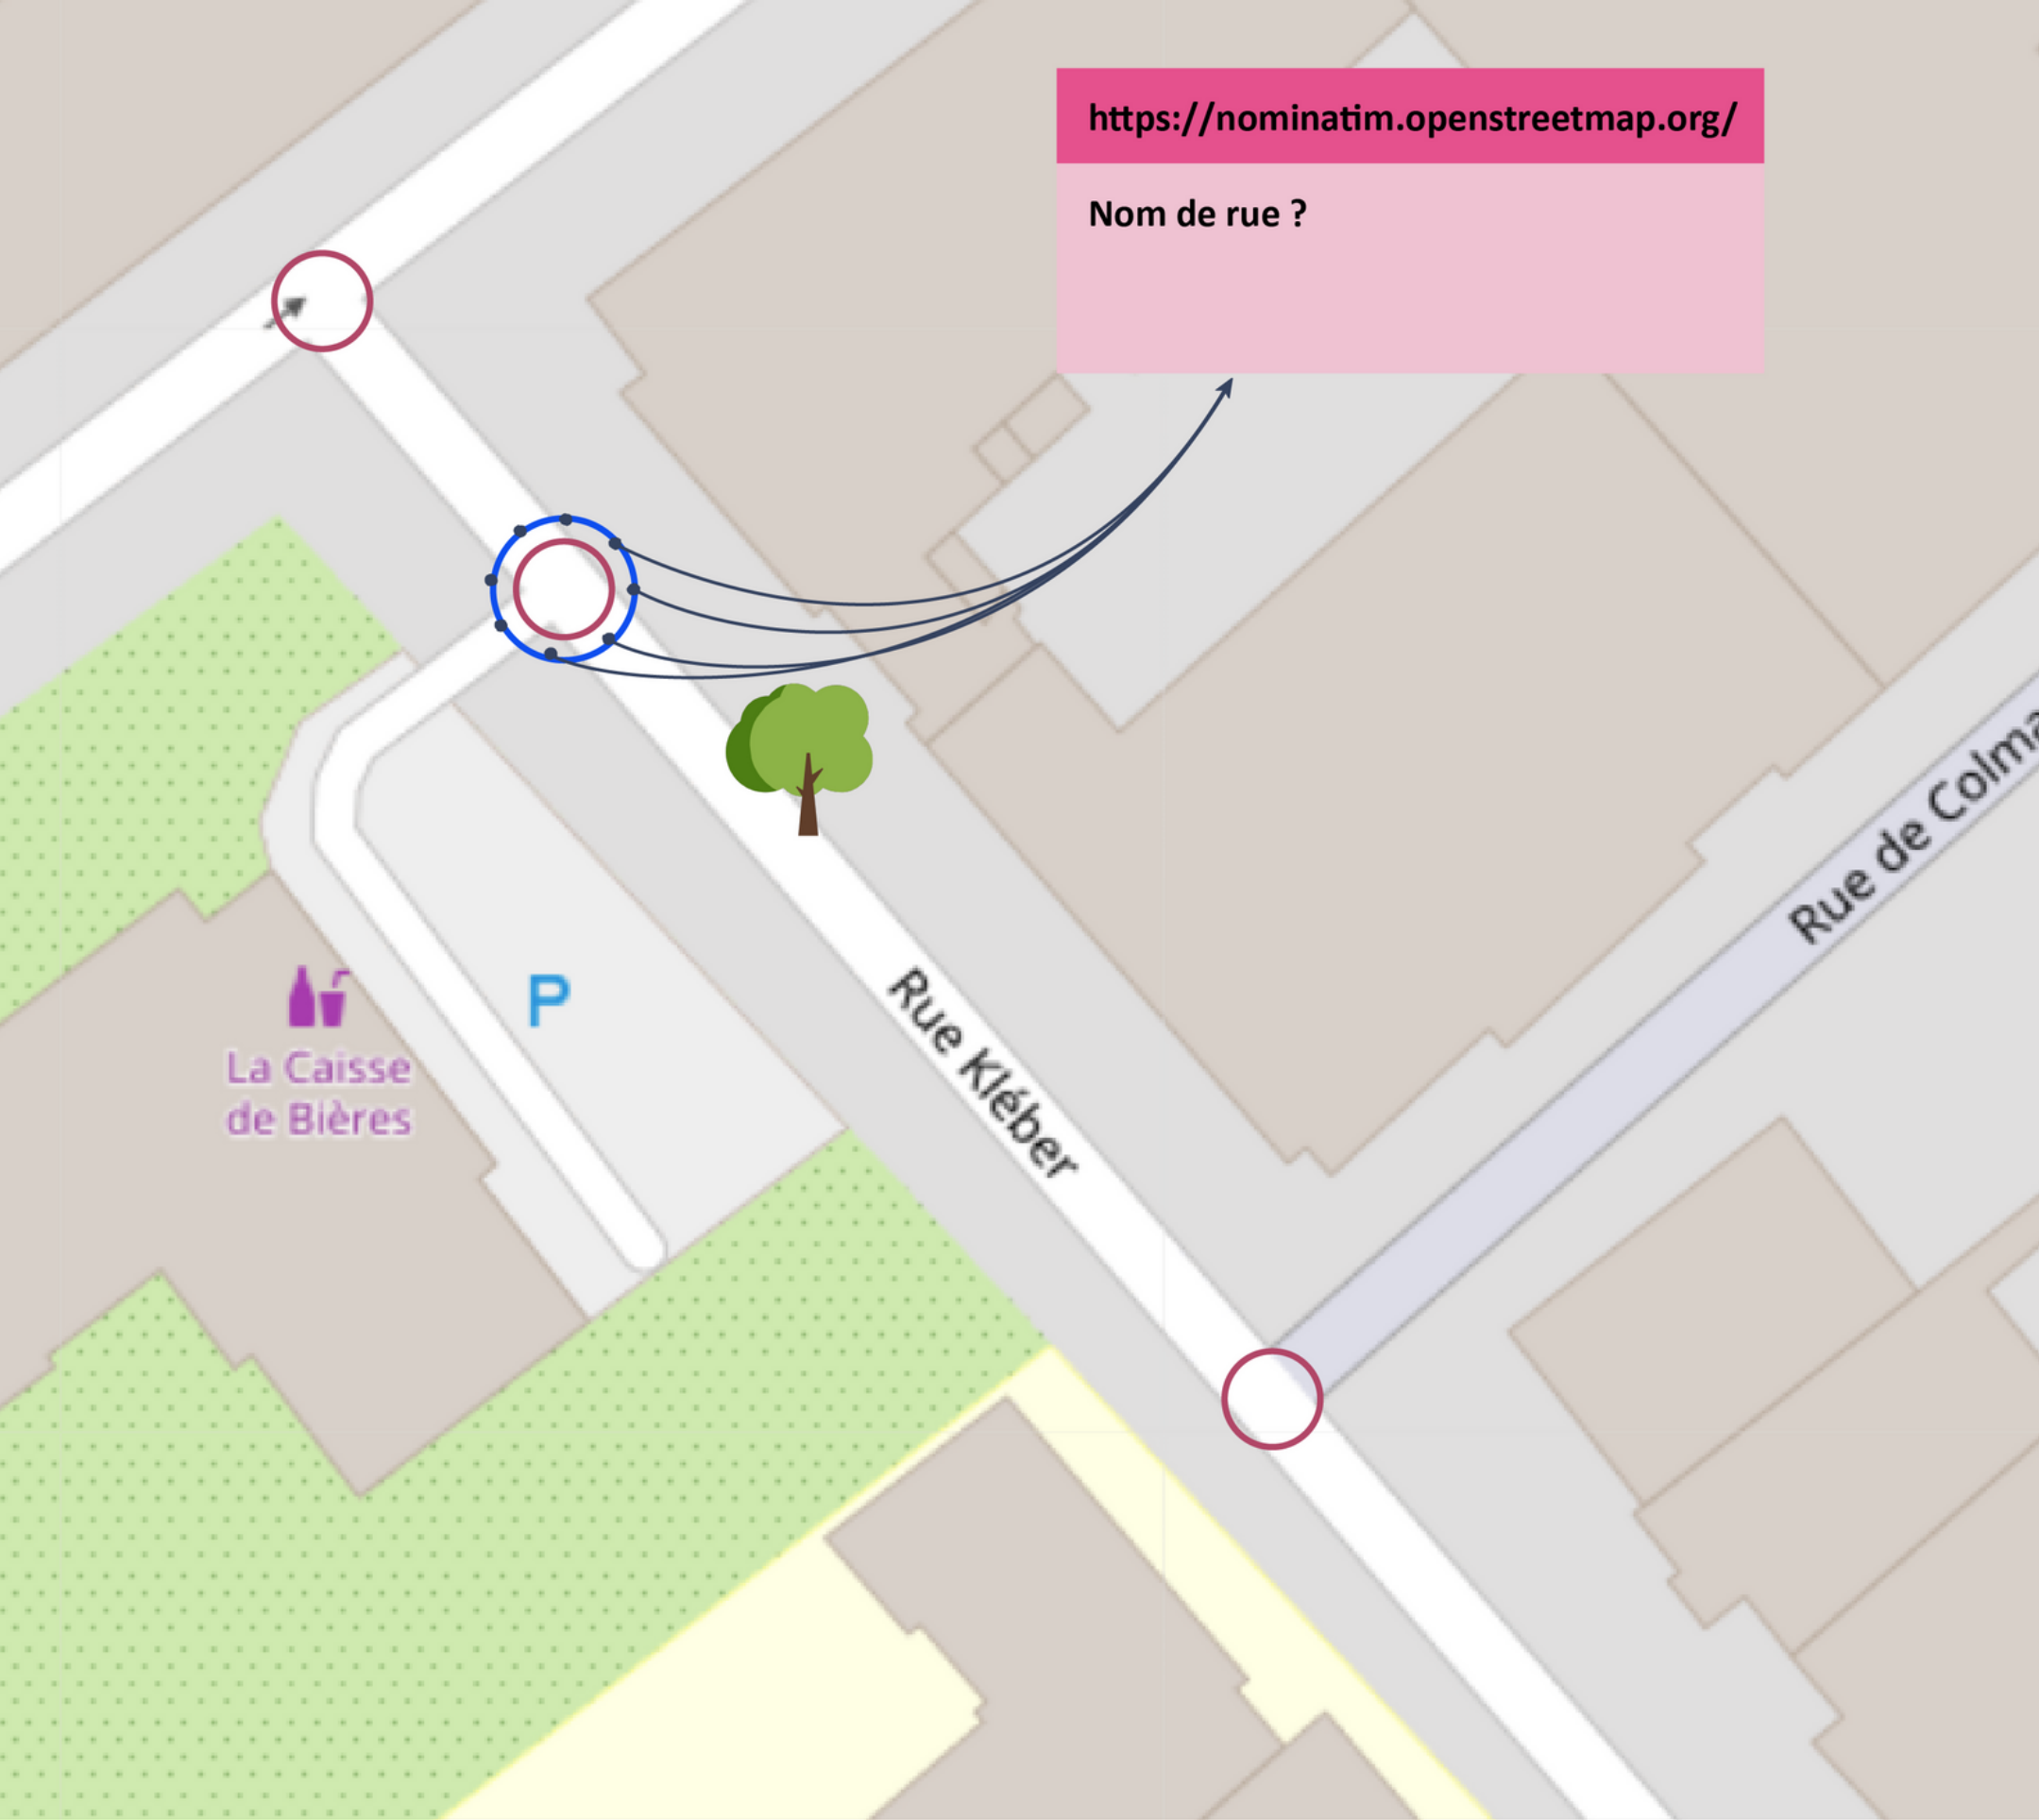 https://nominatim.openstreetmap.org/
Nom de rue ?
Rue de Colma
P
La Caisse
de Bières
Rue Kléber